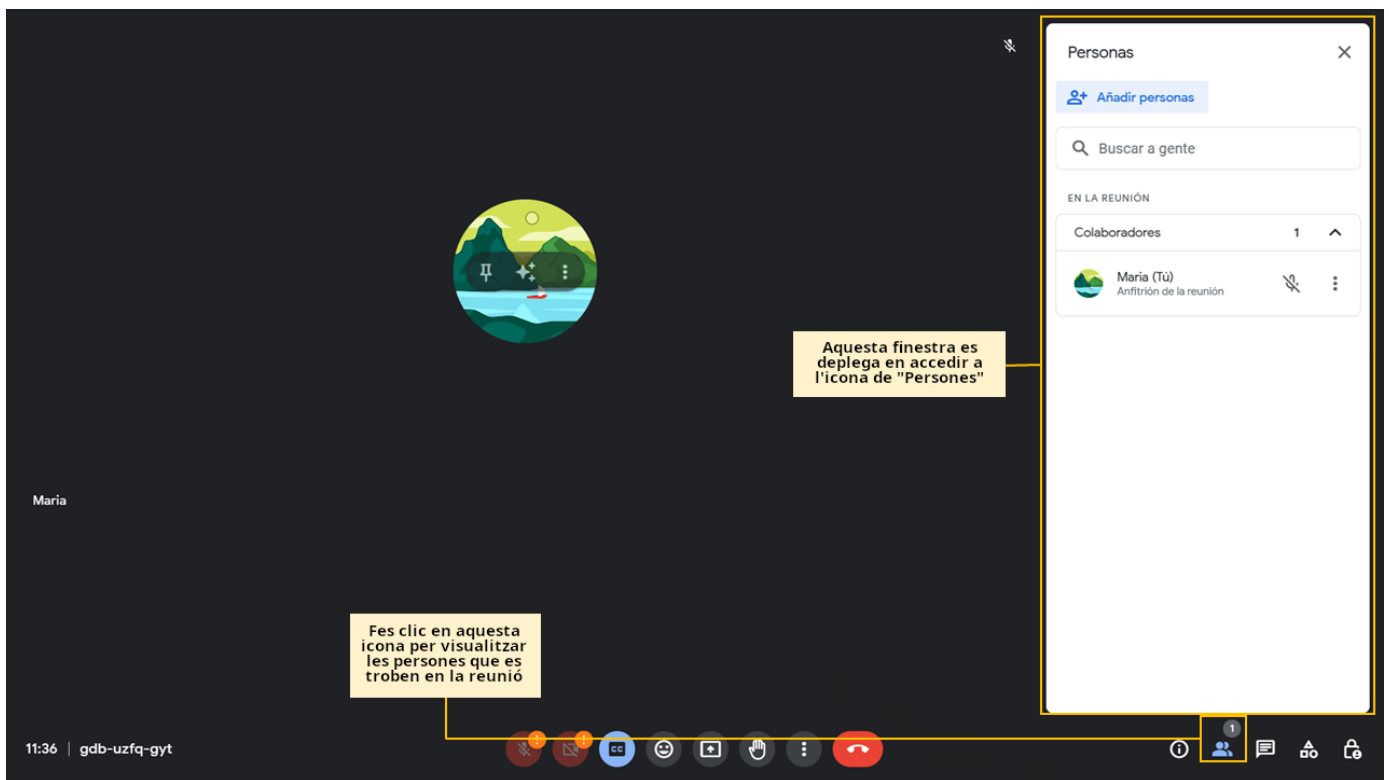 Personas
Añadir personas
Buscar a gente
EN LA REUNIÓN
Colaboradores 1
Maria (Tú)
Anfitrión de la reunión
Aquesta finestra es
deplega en accedir a
l'icona de "Persones"
Maria
Fes clic en aquesta
icona per visualitzar
les persones que es
troben en la reunió
11:36 | gdb-uzfq-gyt
! ! CC 1